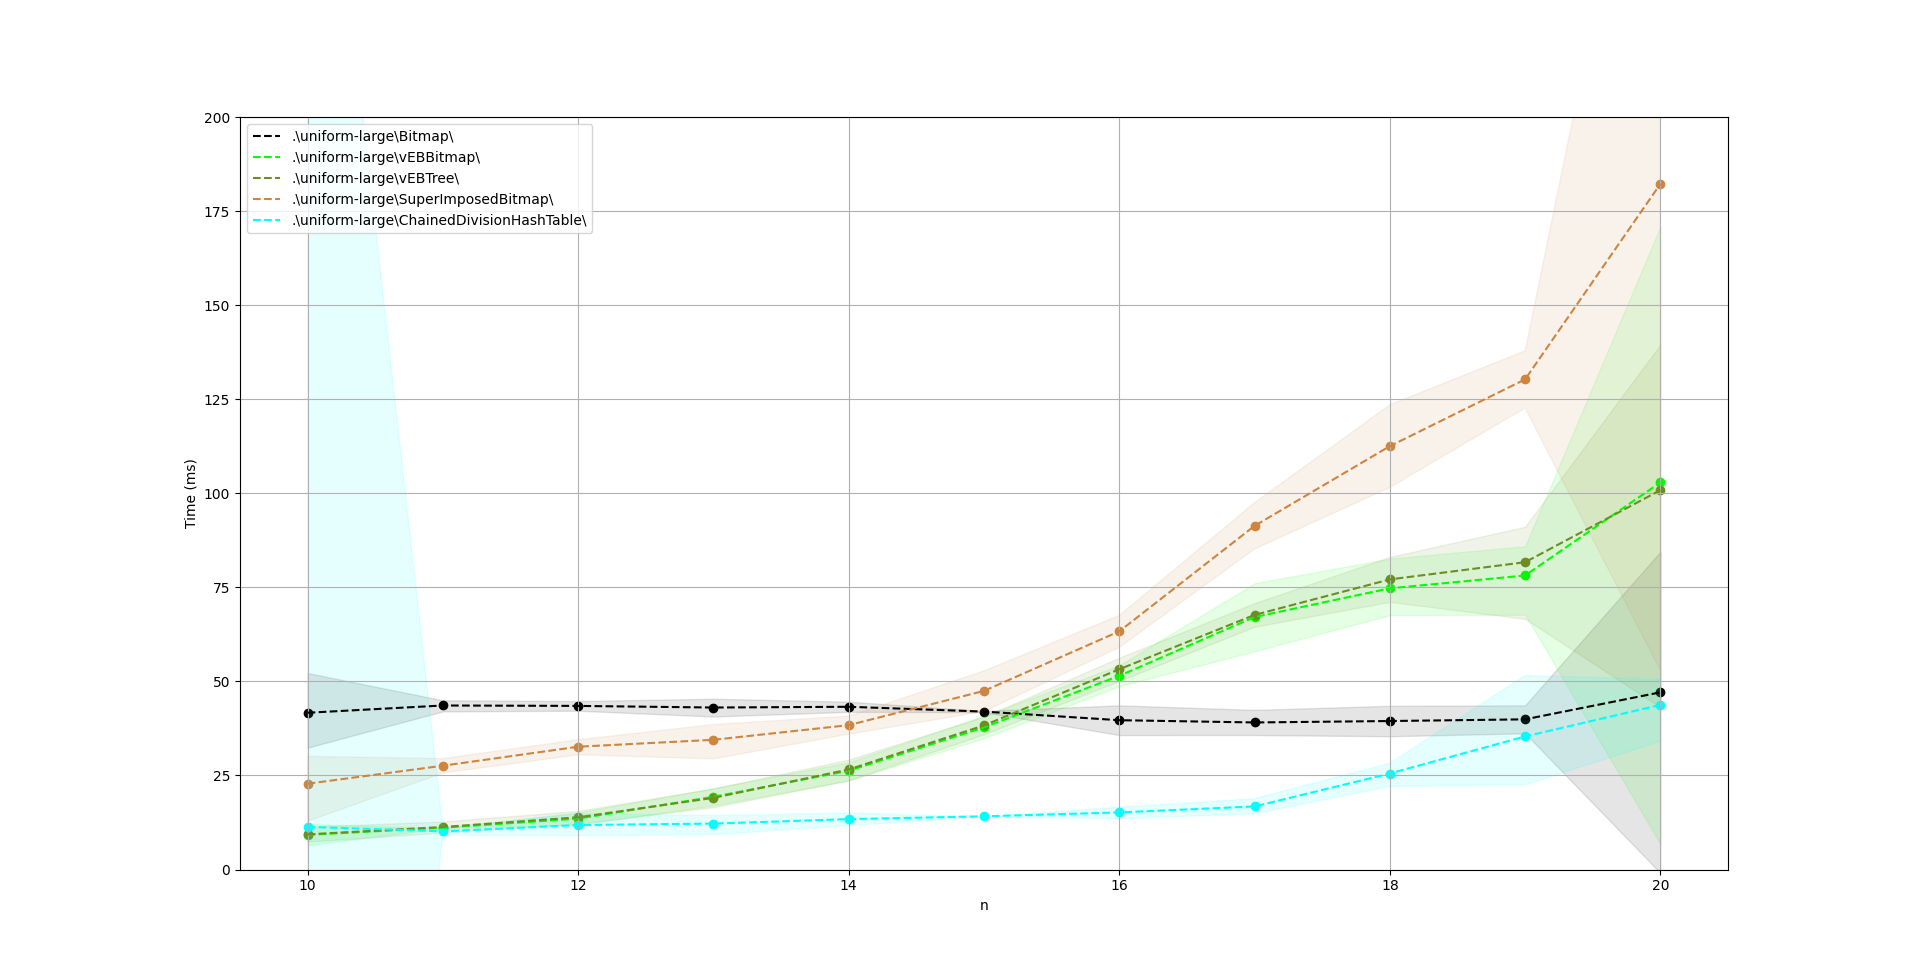 200
175
150
125
100
75
50
25
0
Time (ms)
.\uniform-large\Bitmap\
.\uniform-large\vEBBitmap\
.\uniform-large\vEBTree\
.\uniform-large\SuperImposedBitmap\
.\uniform-large\ChainedDivisionHashTable\
10 12 14 16 18 20
n